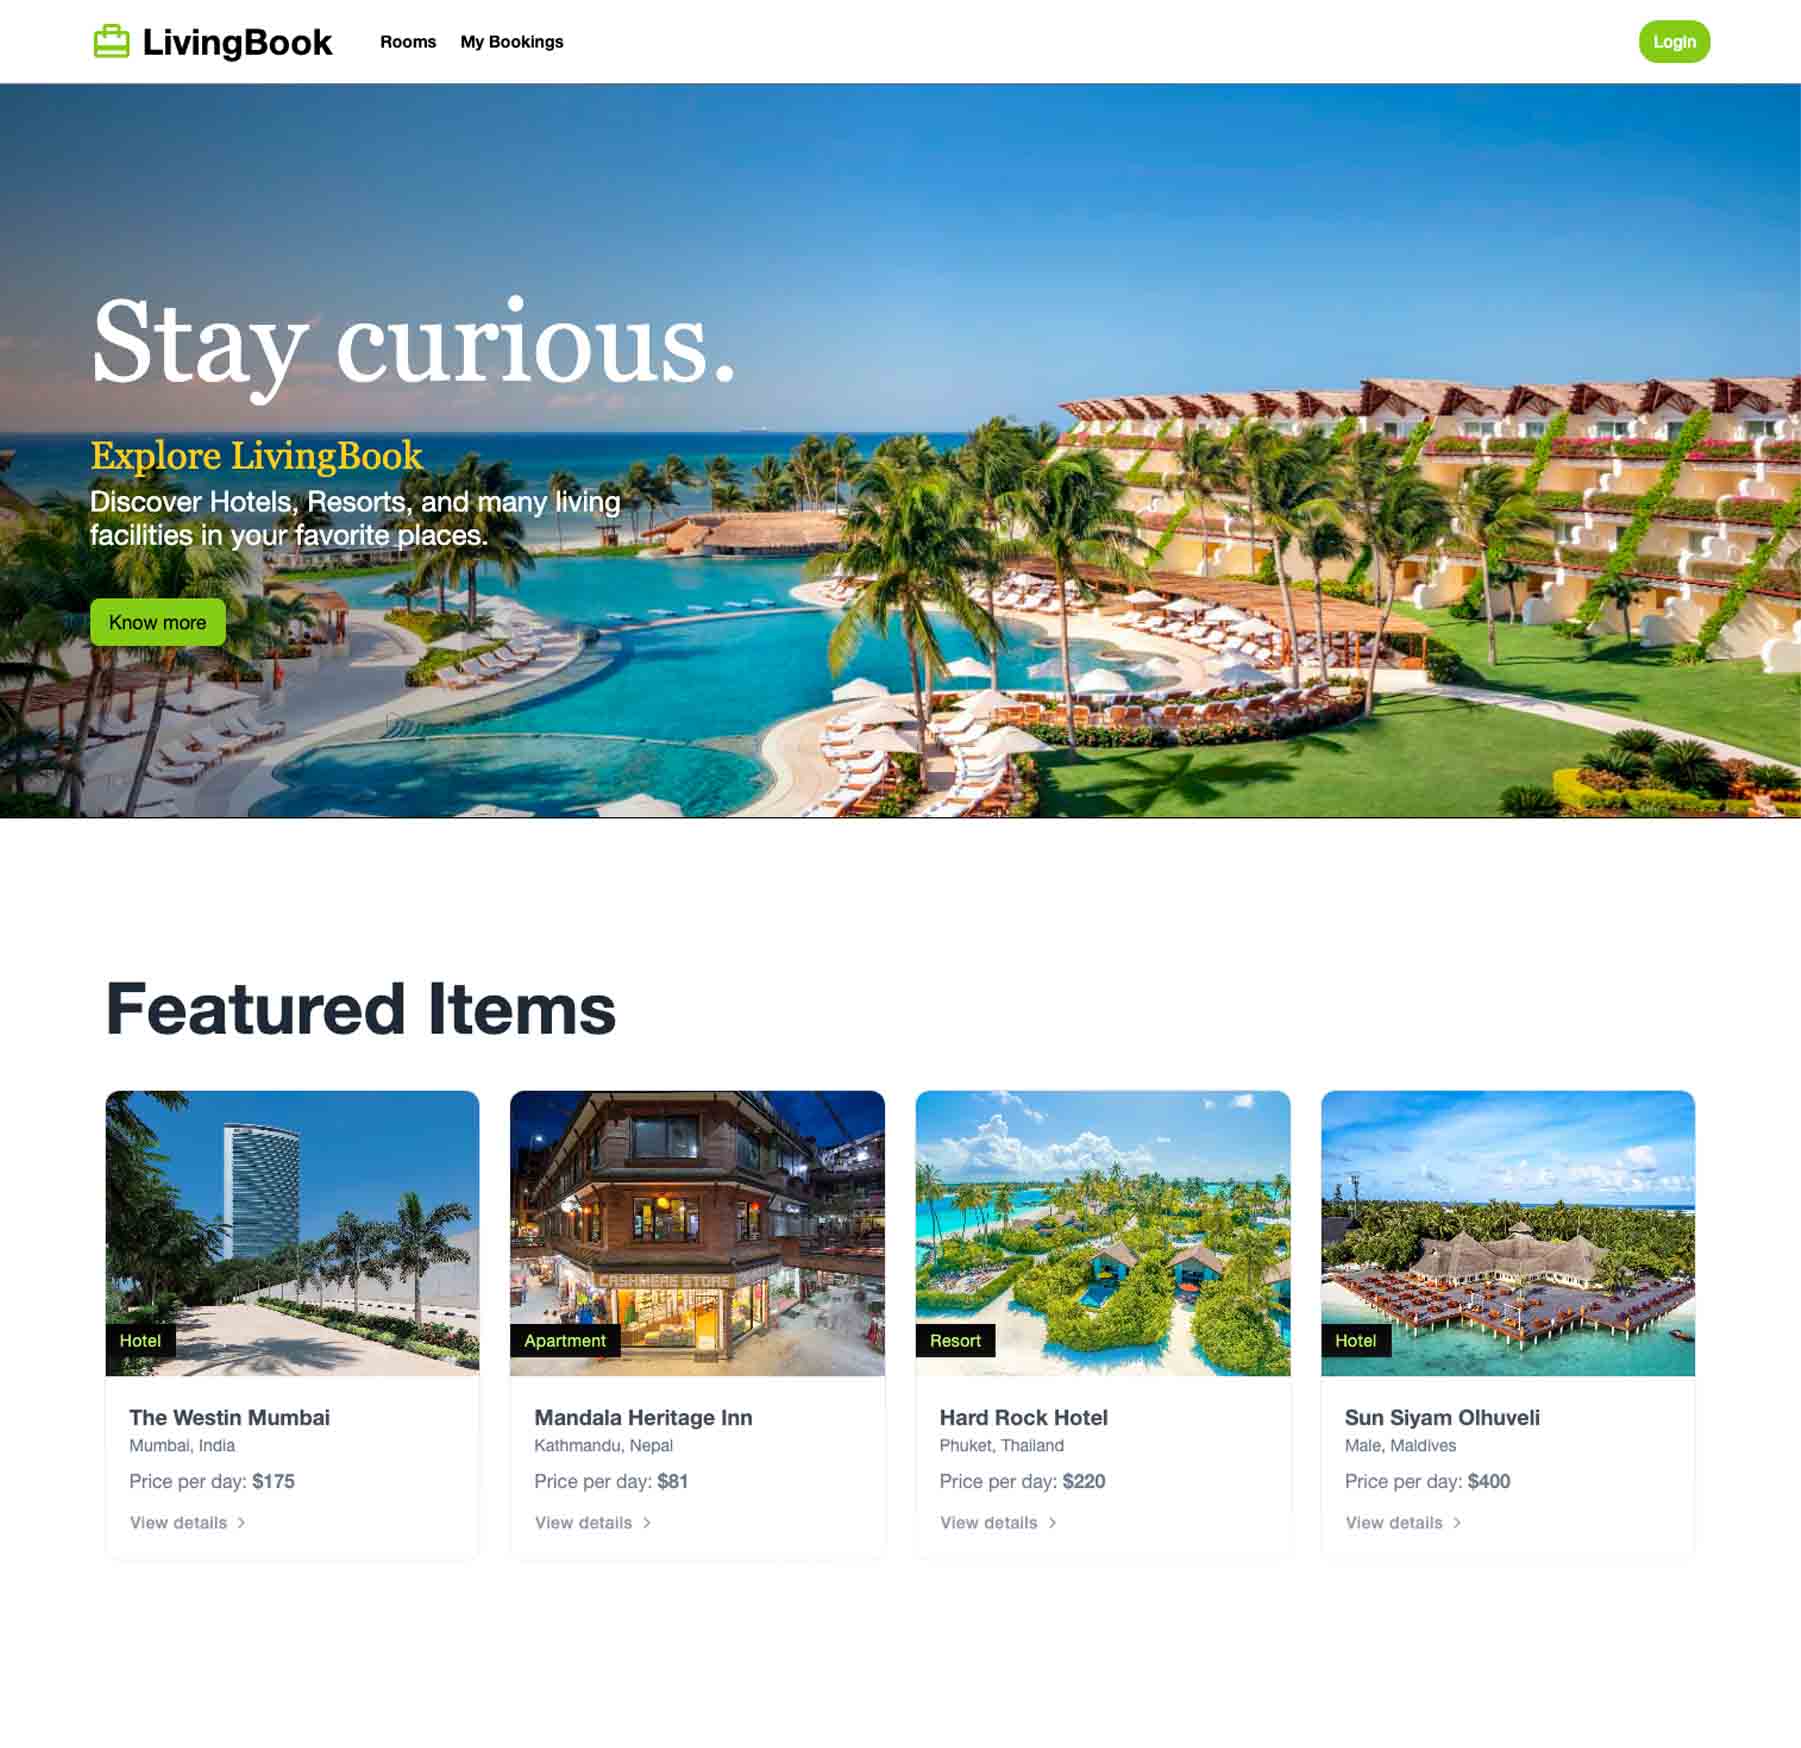 LivingBook
Rooms
My Bookings
Login
Stay curious.
Explore LivingBook
Discover Hotels, Resorts, and many living
facilities in your favorite places.
Know more
Featured Items
Hotel
The Westin Mumbai
Mumbai, India
Price per day: $175
View details
CASHMERE STORE
Apartment
Mandala Heritage Inn
Kathmandu, Nepal
Price per day: $81
View details
Resort
Hard Rock Hotel
Phuket, Thailand
Price per day: $220
View details
Hotel
Sun Siyam Olhuveli
Male, Maldives
Price per day: $400
View details